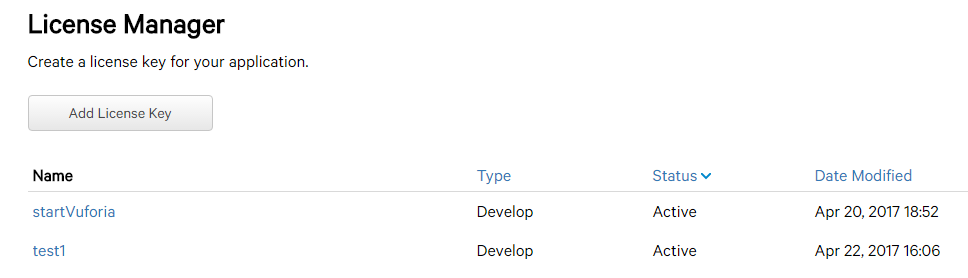 License Manager
Create a license key for your application.
Add License Key
Name Type Status Date Modified
startVuforia Develop Active Apr 20, 2017 18:52
test1 Develop Active Apr 22, 2017 16:06